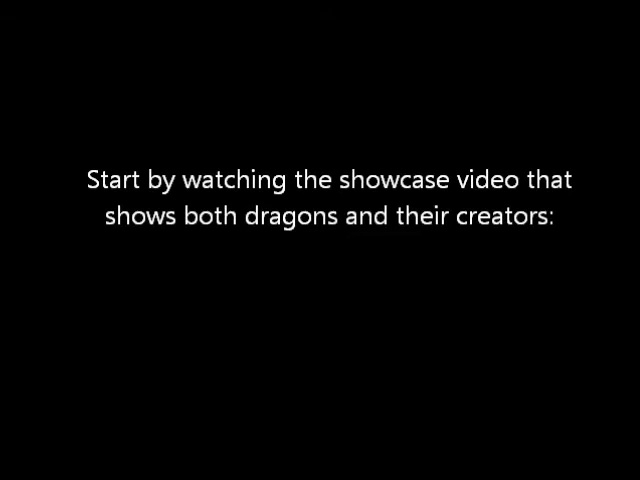 Start by watching the showcase video that
shows both dragons and their creators: